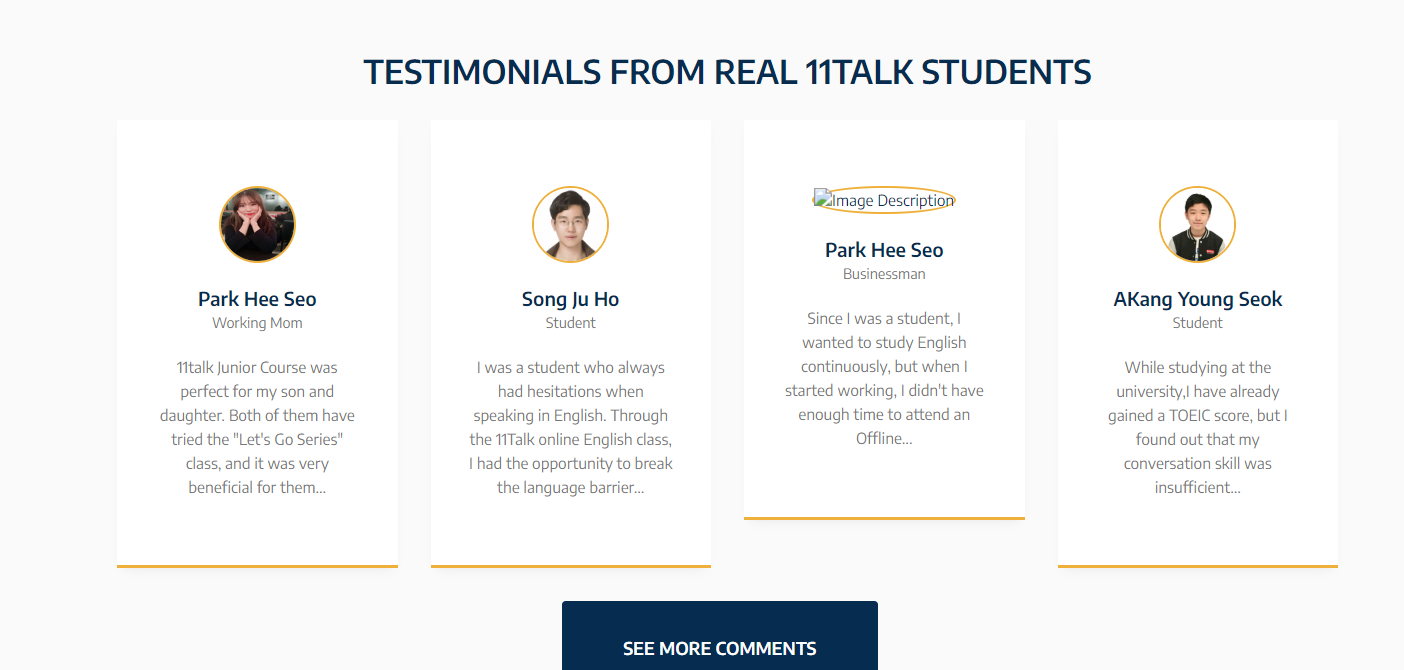 TESTIMONIALS FROM REAL 11TALK STUDENTS
Park Hee Seo
Working Mom
11talk Junior Course was
perfect for my son and
daughter. Both of them have
tried the "Let's Go Series"
class, and it was very
beneficial for them...
Song Ju Ho
Student
I was a student who always
had hesitations when
speaking in English. Through
the 11Talk online English class,
I had the opportunity to break
the language barrier...
Image Description
Park Hee Seo
Businessman
Since I was a student, I
wanted to study English
continuously, but when I
started working, I didn't have
enough time to attend an
Offline...
AKang Young Seok
Student
While studying at the
university,I have already
gained a TOEIC score, but I
found out that my
conversation skill was
insufficient...
SEE MORE COMMENTS